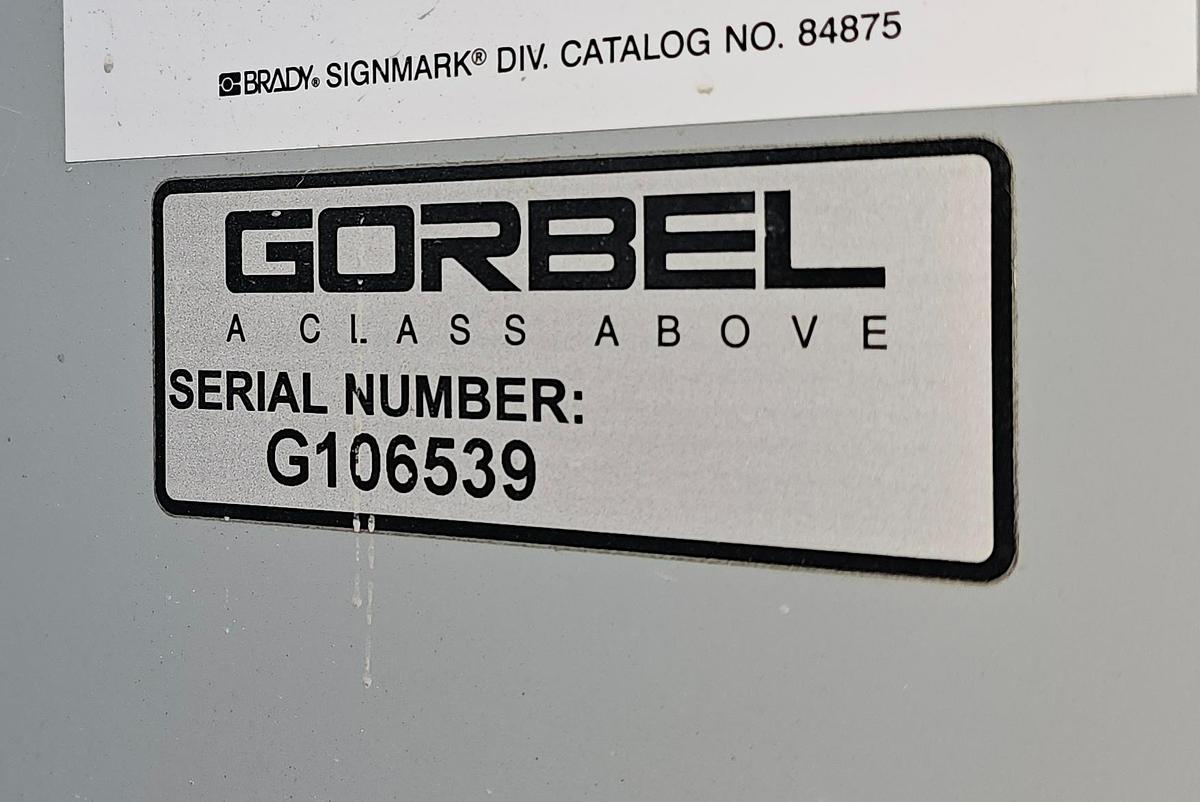 BRADY® SIGNMARK® DIV. CATALOG NO. 84875
GORBEL
A CLASS ABOVE
SERIAL NUMBER:
G106539